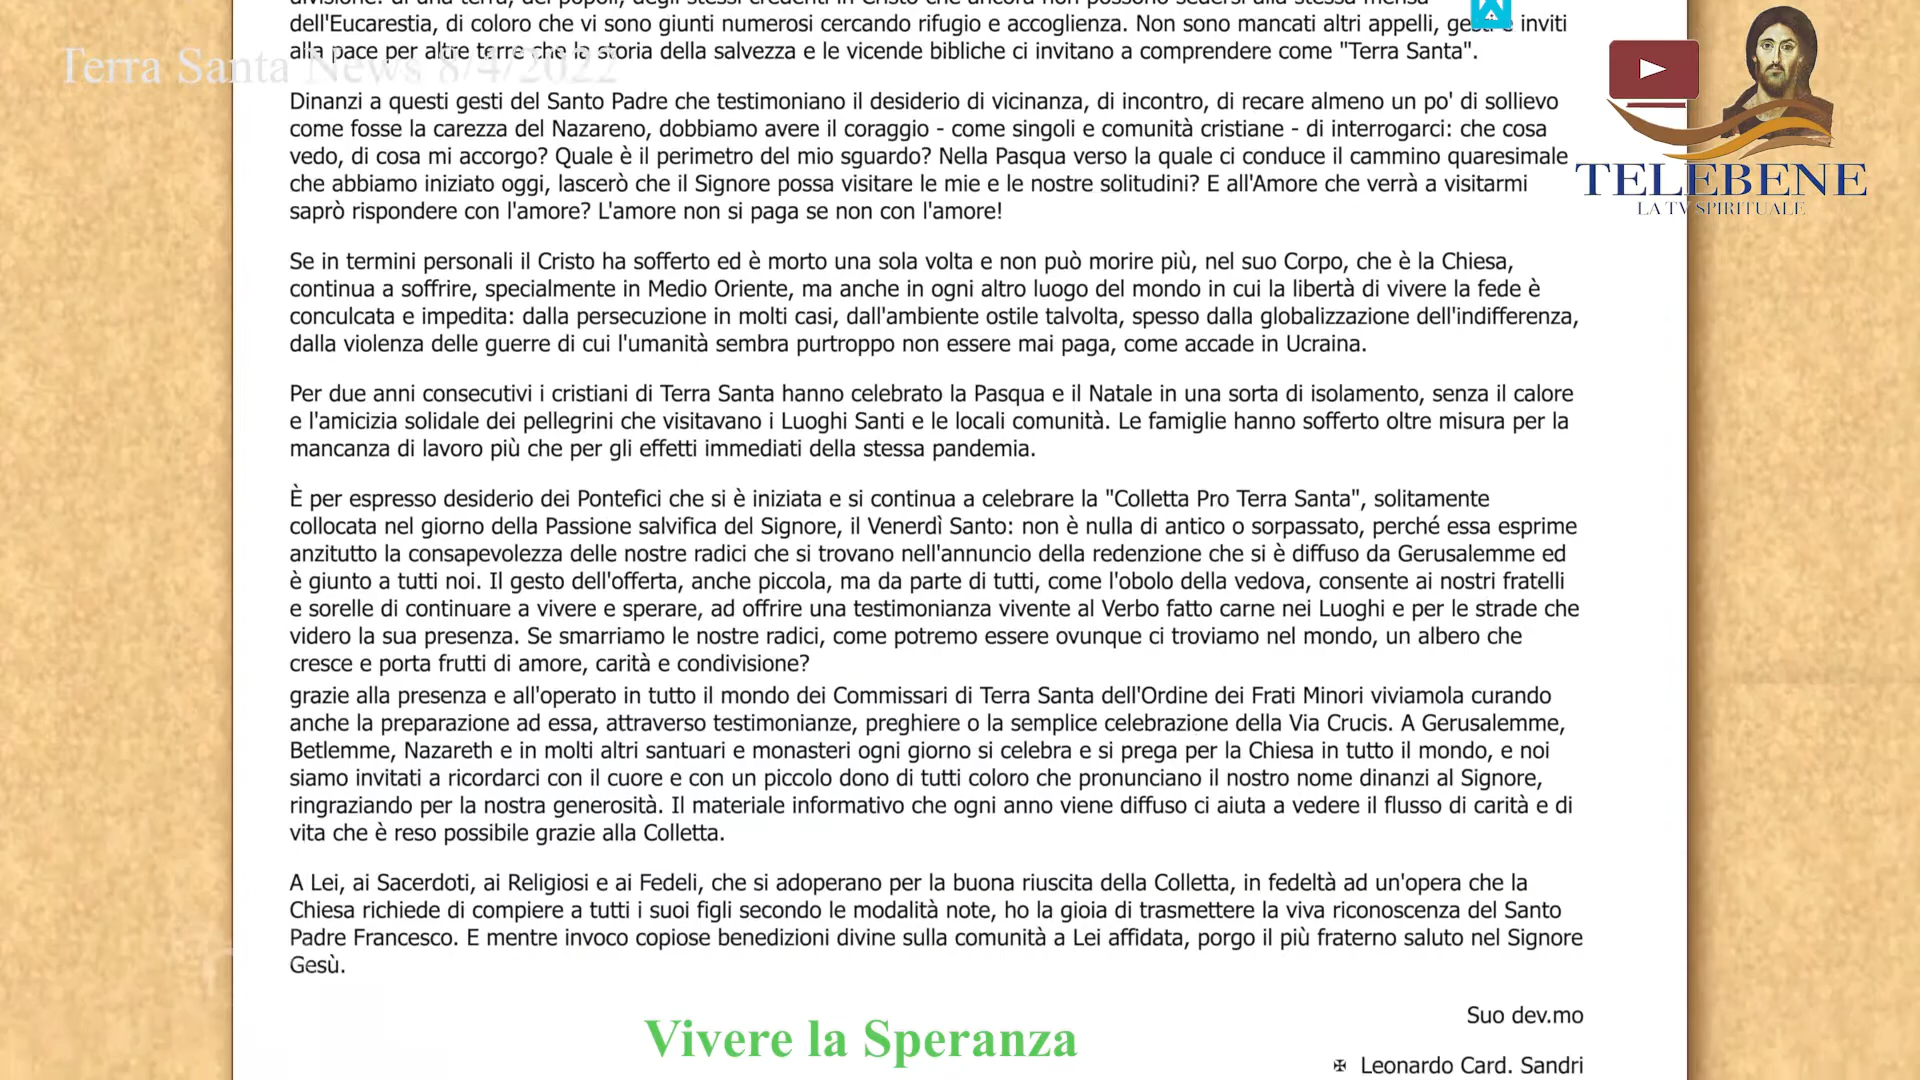 divisione: di una terra, dei popoli, degli stessi credenti in Cristo che ancora non possono sedersi alla stessa mensa
dell'Eucarestia, di coloro che vi sono giunti numerosi cercando rifugio e accoglienza. Non sono mancati altri appelli, gesti e inviti
alla pace per altre terre che la storia della salvezza e le vicende bibliche ci invitano a comprendere come "Terra Santa".
Terra Santa News 8/4/2022
Dinanzi a questi gesti del Santo Padre che testimoniano il desiderio di vicinanza, di incontro, di recare almeno un po' di sollievo
come fosse la carezza del Nazareno, dobbiamo avere il coraggio - come singoli e comunità cristiane - di interrogarci: che cosa
vedo, di cosa mi accorgo? Quale è il perimetro del mio sguardo? Nella Pasqua verso la quale ci conduce il cammino quaresimale
che abbiamo iniziato oggi, lascerò che il Signore possa visitare le mie e le nostre solitudini? E all'Amore che verrà a visitarmi
saprò rispondere con l'amore? L'amore non si paga se non con l'amore!
TELEBENE
LA TV SPIRITUALE
Se in termini personali il Cristo ha sofferto ed è morto una sola volta e non può morire più, nel suo Corpo, che è la Chiesa,
continua a soffrire, specialmente in Medio Oriente, ma anche in ogni altro luogo del mondo in cui la libertà di vivere la fede è
conculcata e impedita: dalla persecuzione in molti casi, dall'ambiente ostile talvolta, spesso dalla globalizzazione dell'indifferenza,
dalla violenza delle guerre di cui l'umanità sembra purtroppo non essere mai paga, come accade in Ucraina.
Per due anni consecutivi i cristiani di Terra Santa hanno celebrato la Pasqua e il Natale in una sorta di isolamento, senza il calore
e l'amicizia solidale dei pellegrini che visitavano i Luoghi Santi e le locali comunità. Le famiglie hanno sofferto oltre misura per la
mancanza di lavoro più che per gli effetti immediati della stessa pandemia.
È per espresso desiderio dei Pontefici che si è iniziata e si continua a celebrare la "Colletta Pro Terra Santa", solitamente
collocata nel giorno della Passione salvifica del Signore, il Venerdì Santo: non è nulla di antico o sorpassato, perché essa esprime
anzitutto la consapevolezza delle nostre radici che si trovano nell'annuncio della redenzione che si è diffuso da Gerusalemme ed
è giunto a tutti noi. Il gesto dell'offerta, anche piccola, ma da parte di tutti, come l'obolo della vedova, consente ai nostri fratelli
e sorelle di continuare a vivere e sperare, ad offrire una testimonianza vivente al Verbo fatto carne nei Luoghi e per le strade che
videro la sua presenza. Se smarriamo le nostre radici, come potremo essere ovunque ci troviamo nel mondo, un albero che
cresce e porta frutti di amore, carità e condivisione?
grazie alla presenza e all'operato in tutto il mondo dei Commissari di Terra Santa dell'Ordine dei Frati Minori viviamola curando
anche la preparazione ad essa, attraverso testimonianze, preghiere o la semplice celebrazione della Via Crucis. A Gerusalemme,
Betlemme, Nazareth e in molti altri santuari e monasteri ogni giorno si celebra e si prega per la Chiesa in tutto il mondo, e noi
siamo invitati a ricordarci con il cuore e con un piccolo dono di tutti coloro che pronunciano il nostro nome dinanzi al Signore,
ringraziando per la nostra generosità. Il materiale informativo che ogni anno viene diffuso ci aiuta a vedere il flusso di carità e di
vita che è reso possibile grazie alla Colletta.
A Lei, ai Sacerdoti, ai Religiosi e ai Fedeli, che si adoperano per la buona riuscita della Colletta, in fedeltà ad un'opera che la
Chiesa richiede di compiere a tutti i suoi figli secondo le modalità note, ho la gioia di trasmettere la viva riconoscenza del Santo
Padre Francesco. E mentre invoco copiose benedizioni divine sulla comunità a Lei affidata, porgo il più fraterno saluto nel Signore
Gesù.
Suo dev.mo
Vivere la Speranza
✠ Leonardo Card. Sandri